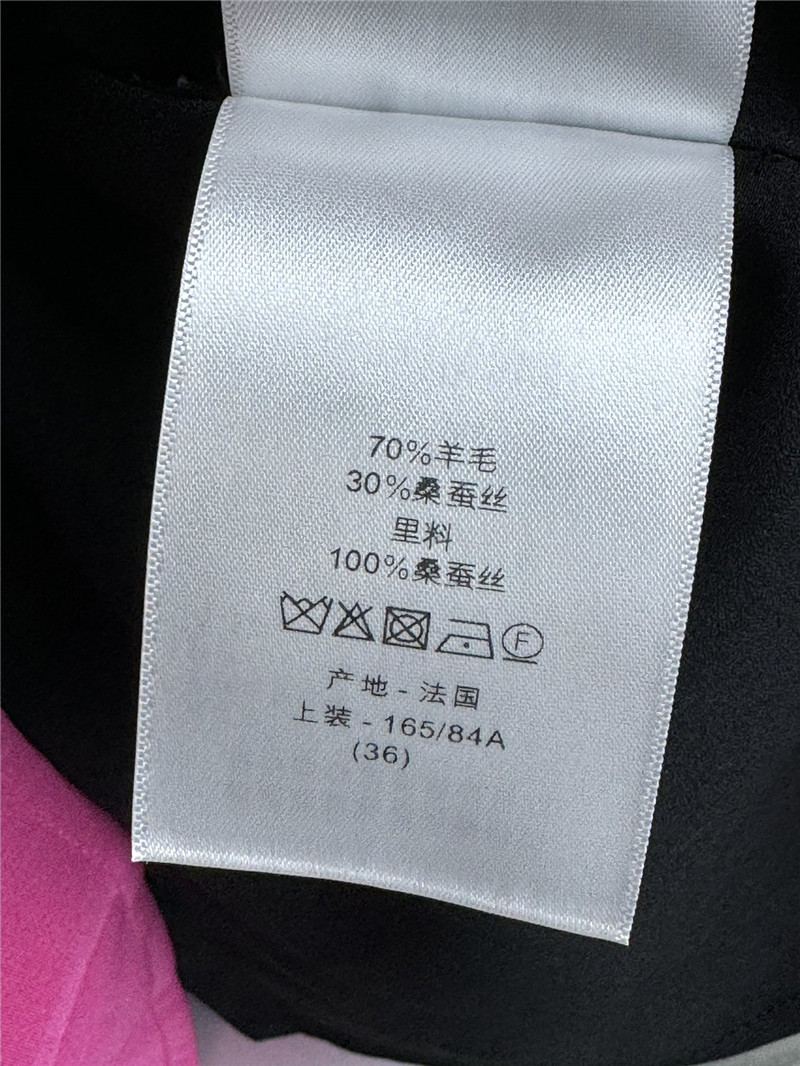 70%羊毛
30%桑蚕丝
里料
100%桑蚕丝
F
产地 - 法国
上装 - 165/84A
(36)